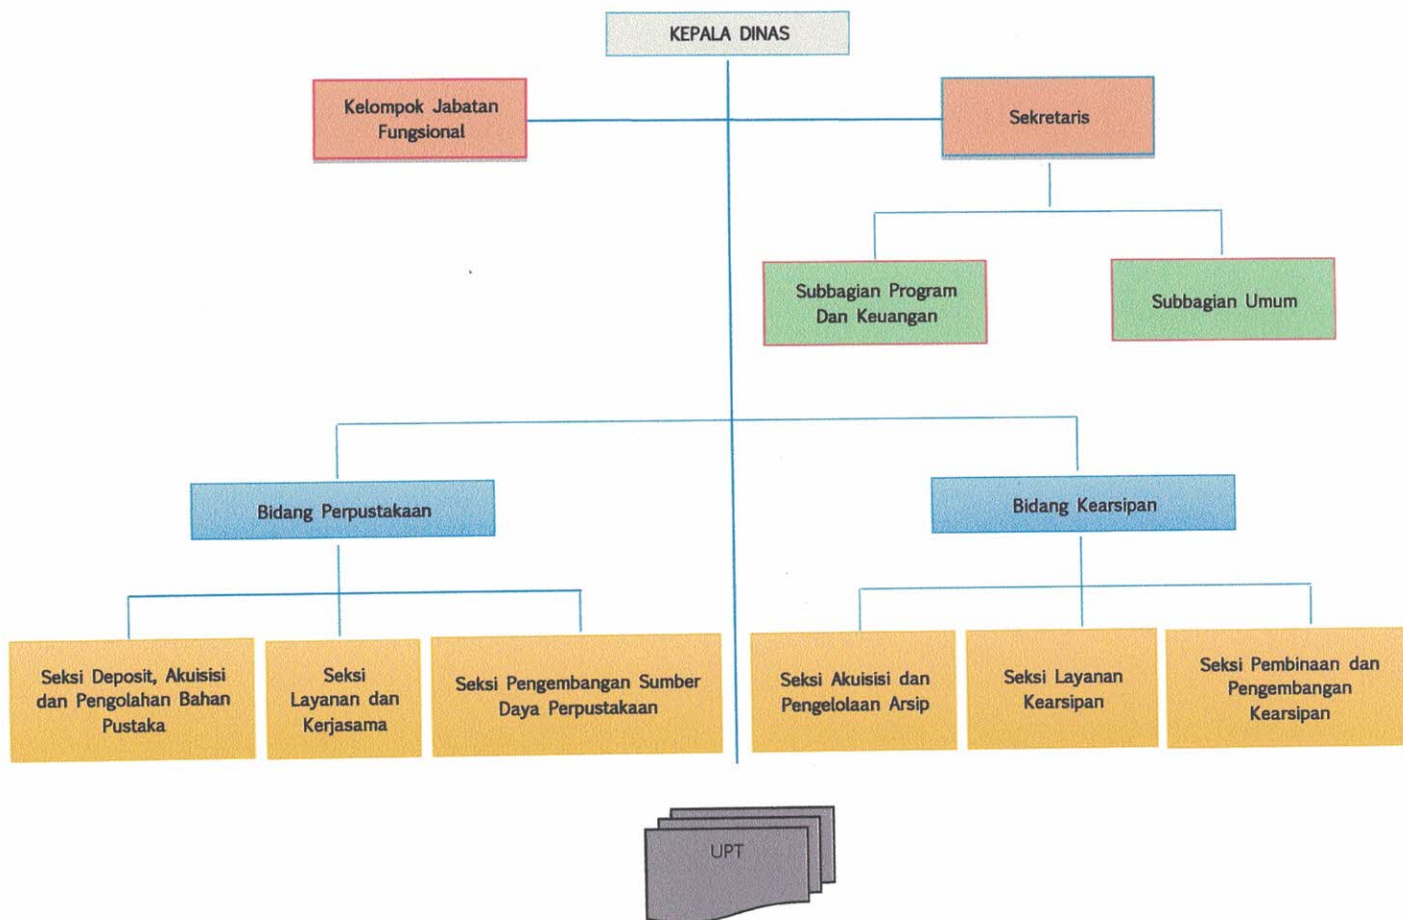 KEPALA DINAS
Kelompok Jabatan
Fungsional
Sekretaris
Subbagian Program
Dan Keuangan
Subbagian Umum
Bidang Perpustakaan
Bidang Kearsipan
Seksi Deposit, Akuisisi
dan Pengolahan Bahan
Pustaka
Seksi
Layanan dan
Kerjasama
Seksi Pengembangan Sumber
Daya Perpustakaan
Seksi Akuisisi dan
Pengelolaan Arsip
Seksi Layanan
Kearsipan
Seksi Pembinaan dan
Pengembangan
Kearsipan
UPT